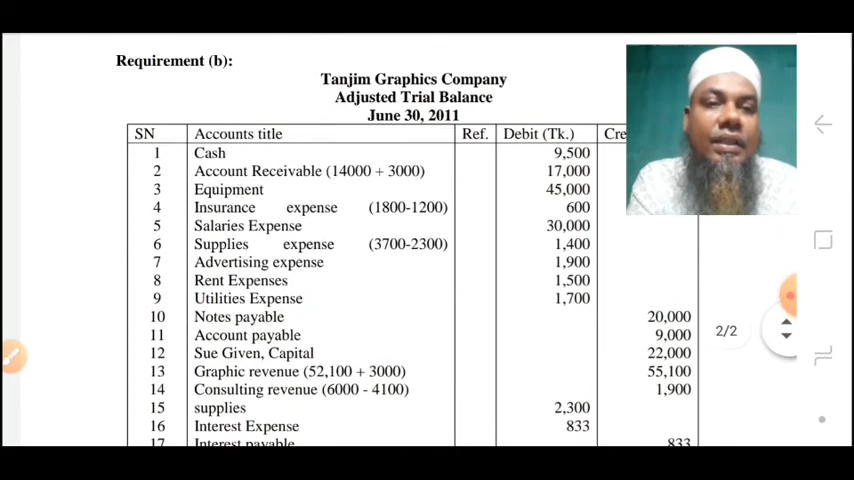 Requirement (b):
Tanjim Graphics Company
Adjusted Trial Balance
June 30, 2011
SN Accounts title Ref. Debit (Tk.) Cre
1 Cash 9,500
2 Account Receivable (14000 + 3000) 17,000
3 Equipment 45,000
4 Insurance expense (1800-1200) 600
5 Salaries Expense 30,000
6 Supplies expense (3700-2300) 1,400
7 Advertising expense 1,900
8 Rent Expenses 1,500
9 Utilities Expense 1,700
10 Notes payable 20,000
11 Account payable 9,000
12 Sue Given, Capital 22,000
13 Graphic revenue (52,100 + 3000) 55,100
14 Consulting revenue (6000 - 4100) 1,900
15 supplies 2,300
16 Interest Expense 833
17 Interest payable 833
2/2